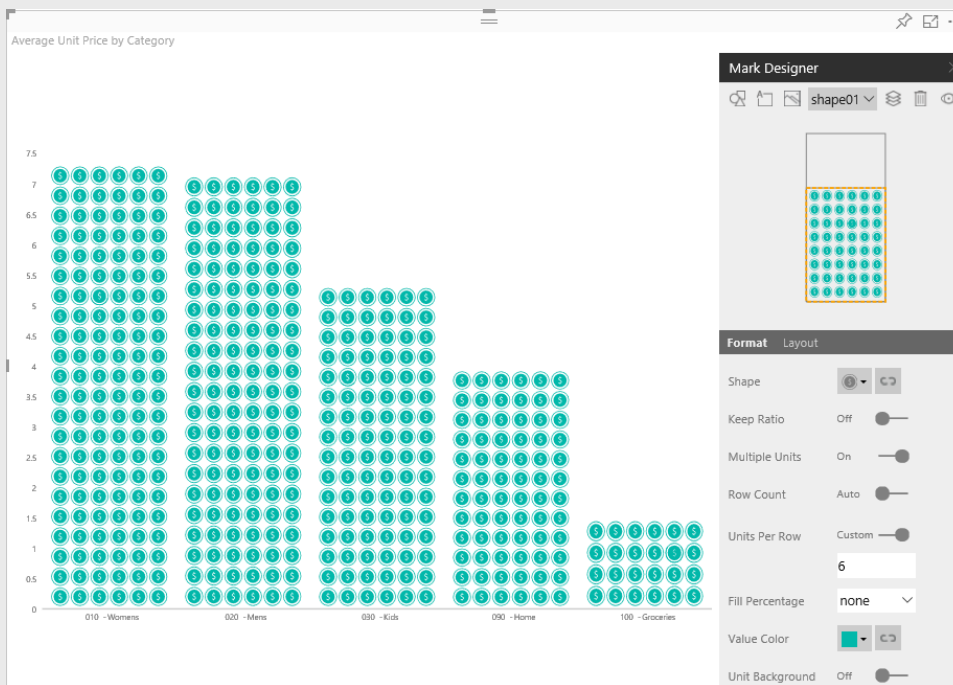 Average Unit Price by Category
Mark Designer
shape01
7.5
7
6.5
6
5.5
5
4.5
4
3.5
3
2.5
2
1.5
1
0.5
0
010 - Womens
020 - Mens
030 - Kids
090 - Home
100 - Groceries
Format Layout
Shape
Keep Ratio Off
Multiple Units On
Row Count Auto
Units Per Row Custom
6
Fill Percentage none
Value Color
Unit Background Off